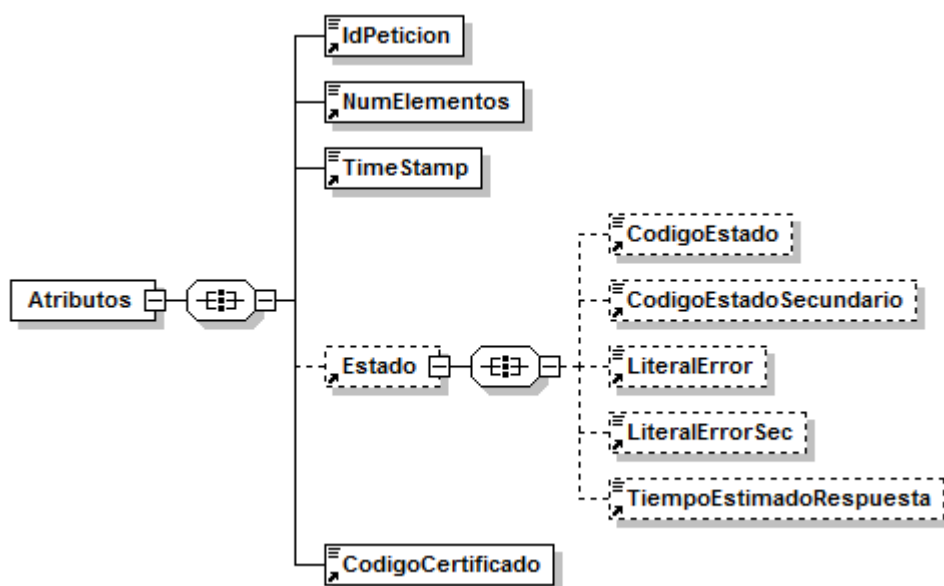 IdPeticion
NumElementos
TimeStamp
Atributos
Estado
CodigoEstado
CodigoEstadoSecundario
LiteralError
LiteralErrorSec
TiempoEstimadoRespuesta
CodigoCertificado